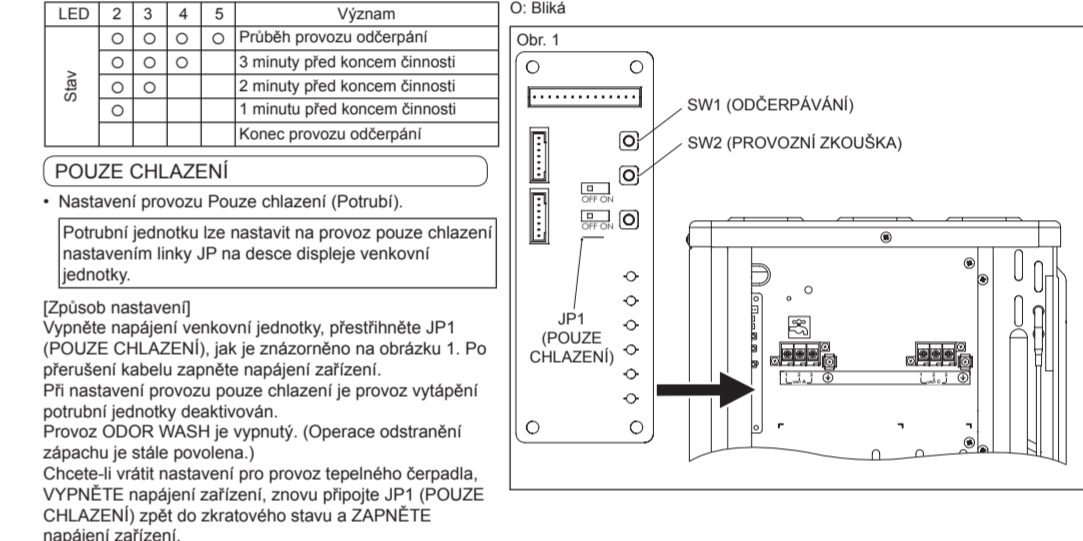 LED 2 3 4 5 Význam
Stav
O O O O Průběh provozu odčerpání
O O O 3 minuty před koncem činnosti
O O 2 minuty před koncem činnosti
O 1 minutu před koncem činnosti
Konec provozu odčerpání
POUZE CHLAZENÍ
• Nastavení provozu Pouze chlazení (Potrubí).
Potrubní jednotku lze nastavit na provoz pouze chlazení
nastavením linky JP na desce displeje venkovní
jednotky.
[Způsob nastavení]
Vypněte napájení venkovní jednotky, přestřihněte JP1
(POUZE CHLAZENÍ), jak je znázorněno na obrázku 1. Po
přerušení kabelu zapněte napájení zařízení.
Při nastavení provozu pouze chlazení je provoz vytápění
potrubní jednotky deaktivován.
Provoz ODOR WASH je vypnutý. (Operace odstranění
zápachu je stále povolena.)
Chcete-li vrátit nastavení pro provoz tepelného čerpadla,
VYPNĚTE napájení zařízení, znovu připojte JP1 (POUZE
CHLAZENÍ) zpět do zkratového stavu a ZAPNĚTE
napájení zařízení.
O: Bliká
Obr. 1
SW1 (ODČERPÁVÁNÍ)
SW2 (PROVOZNÍ ZKOUŠKA)
OFF ON
OFF ON
JP1
(POUZE
CHLAZENÍ)